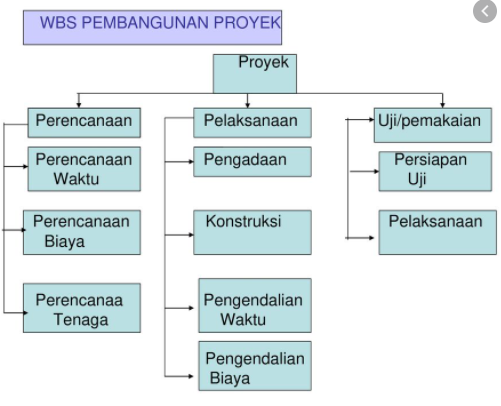 WBS PEMBANGUNAN PROYEK
Proyek
Perencanaan
Perencanaan
Waktu
Perencanaan
Biaya
Perencanaa
Tenaga
Pelaksanaan
Pengadaan
Konstruksi
Pengendalian
Waktu
Pengendalian
Biaya
Uji/pemakaian
Persiapan
Uji
Pelaksanaan